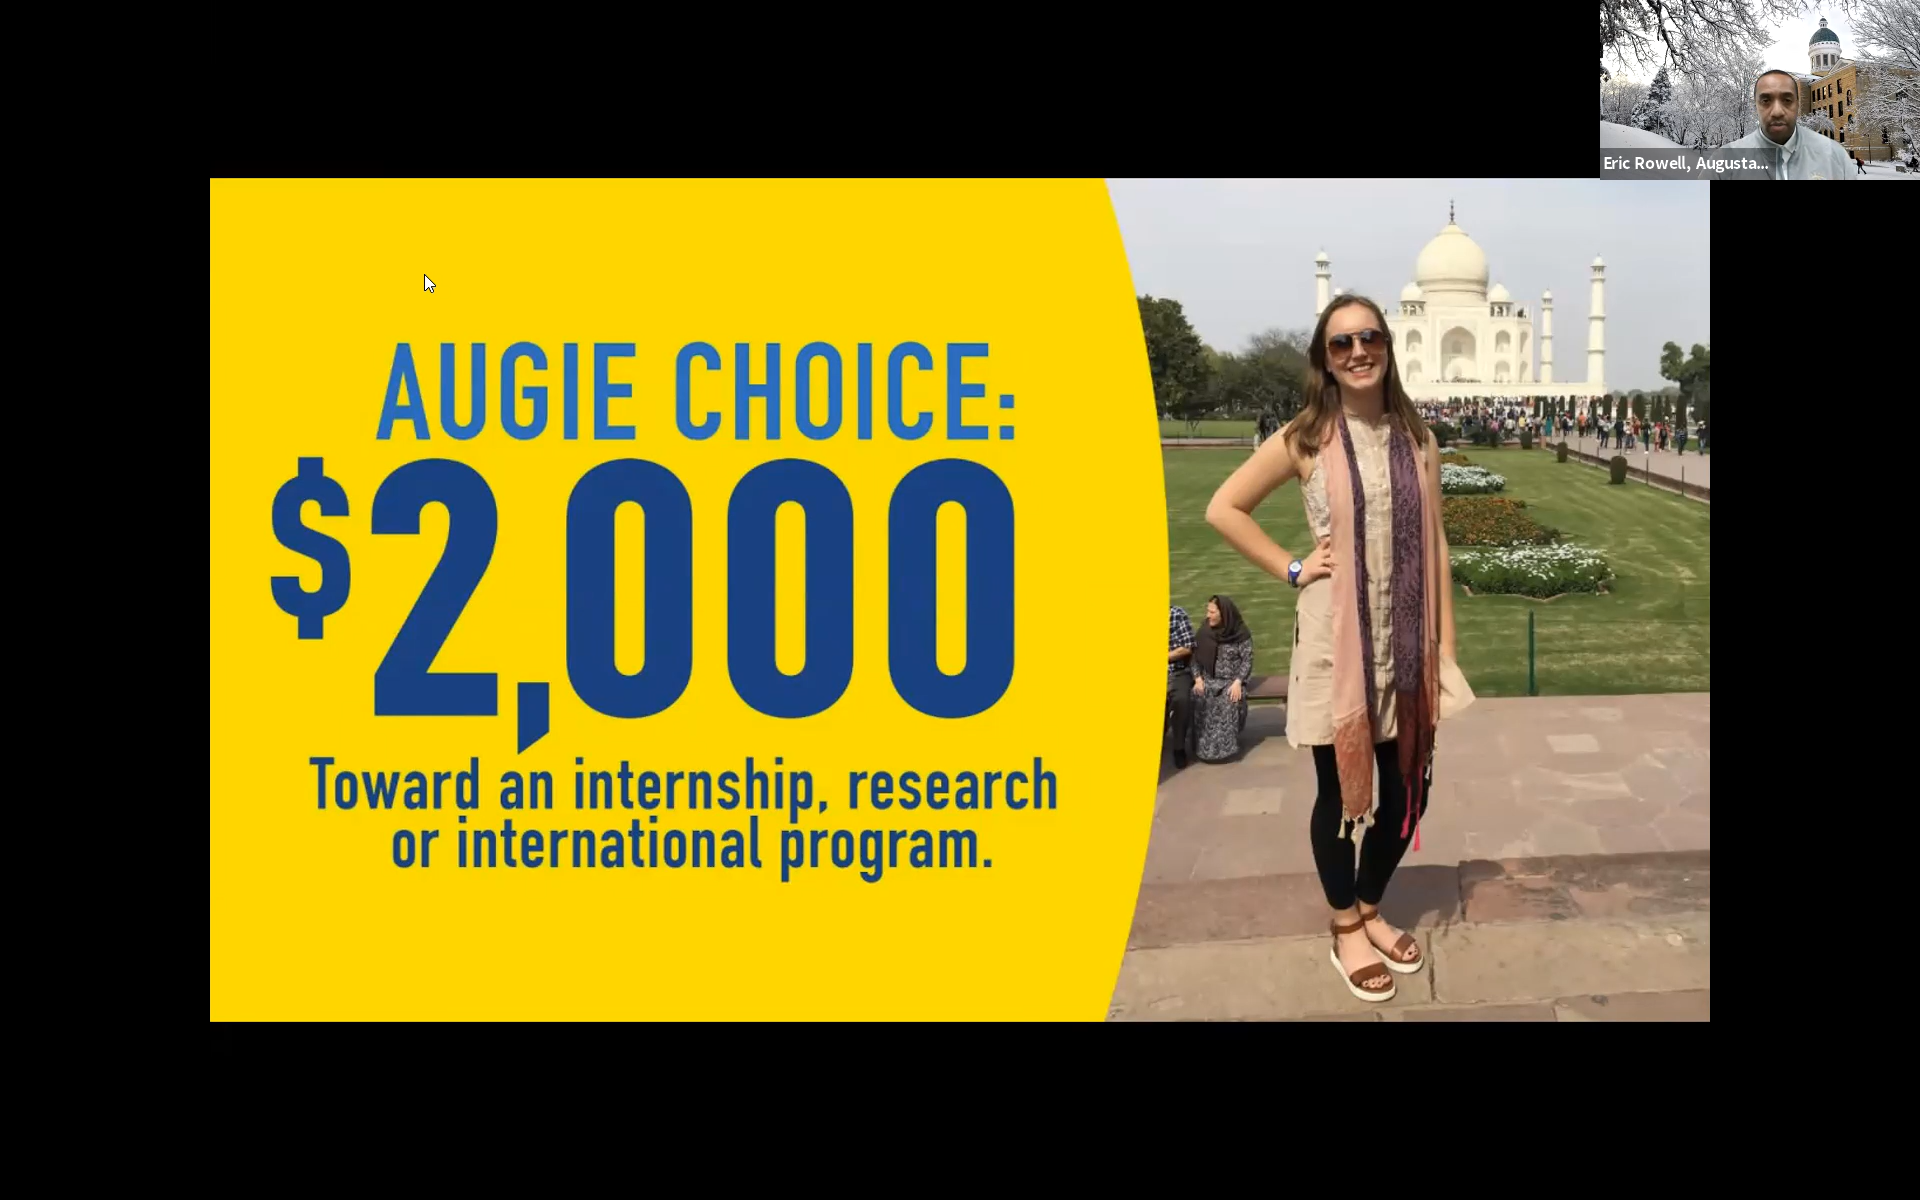 Eric Rowell, Augusta...
AUGIE CHOICE:
$2,000
Toward an internship, research
or international program.